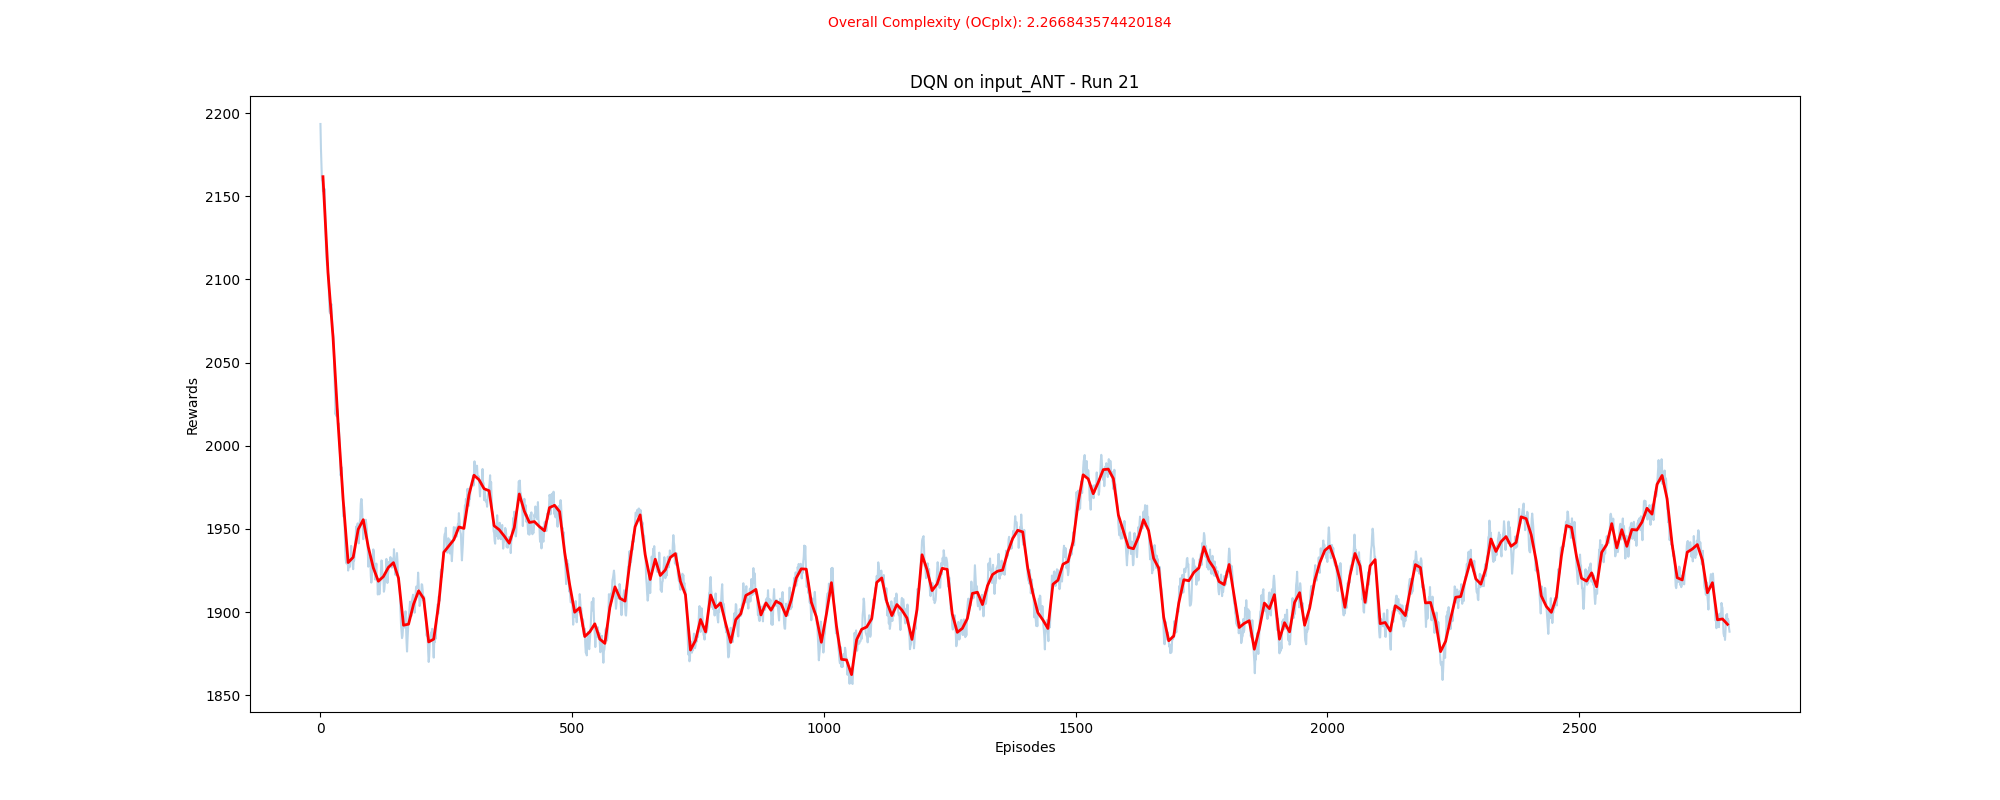 Overall Complexity (OCplx): 2.266843574420184
DQN on input_ANT - Run 21
2200
2150
2100
2050
2000
1950
1900
1850
Rewards
0 500 1000 1500 2000 2500
Episodes